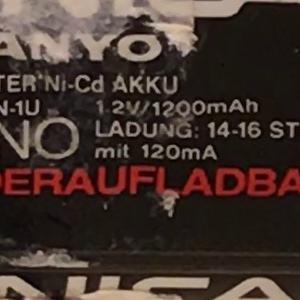 ANYO
TER Ni-Cd AKKU
N-1U 1.2V/1200mAh
NO LADUNG: 14-16 ST
mit 120mA
DERAUFLADBA